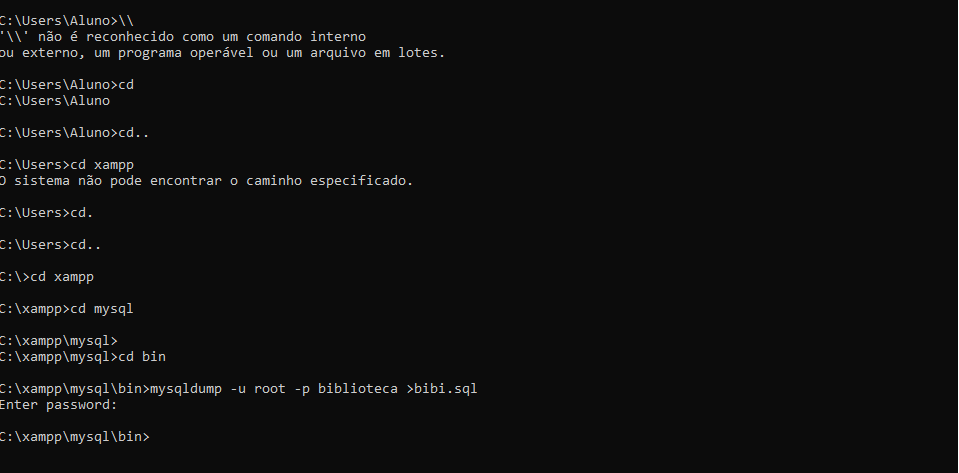 C:\Users\Aluno>\\
'\\' não é reconhecido como um comando interno
ou externo, um programa operável ou um arquivo em lotes.
C:\Users\Aluno>cd
C:\Users\Aluno
C:\Users\Aluno>cd..
C:\Users>cd xampp
O sistema não pode encontrar o caminho especificado.
C:\Users>cd.
C:\Users>cd..
C:\>cd xampp
C:\xampp>cd mysql
C:\xampp\mysql>
C:\xampp\mysql>cd bin
C:\xampp\mysql\bin>mysqldump -u root -p biblioteca >bibi.sql
Enter password:
C:\xampp\mysql\bin>